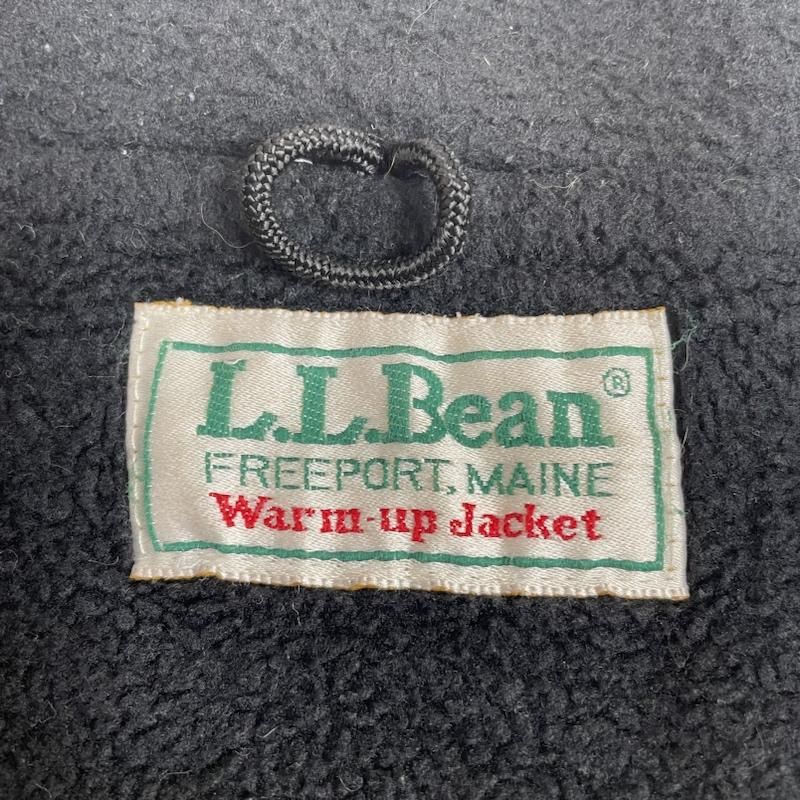 L.L.Bean®
FREEPORT, MAINE
Warm-up Jacket